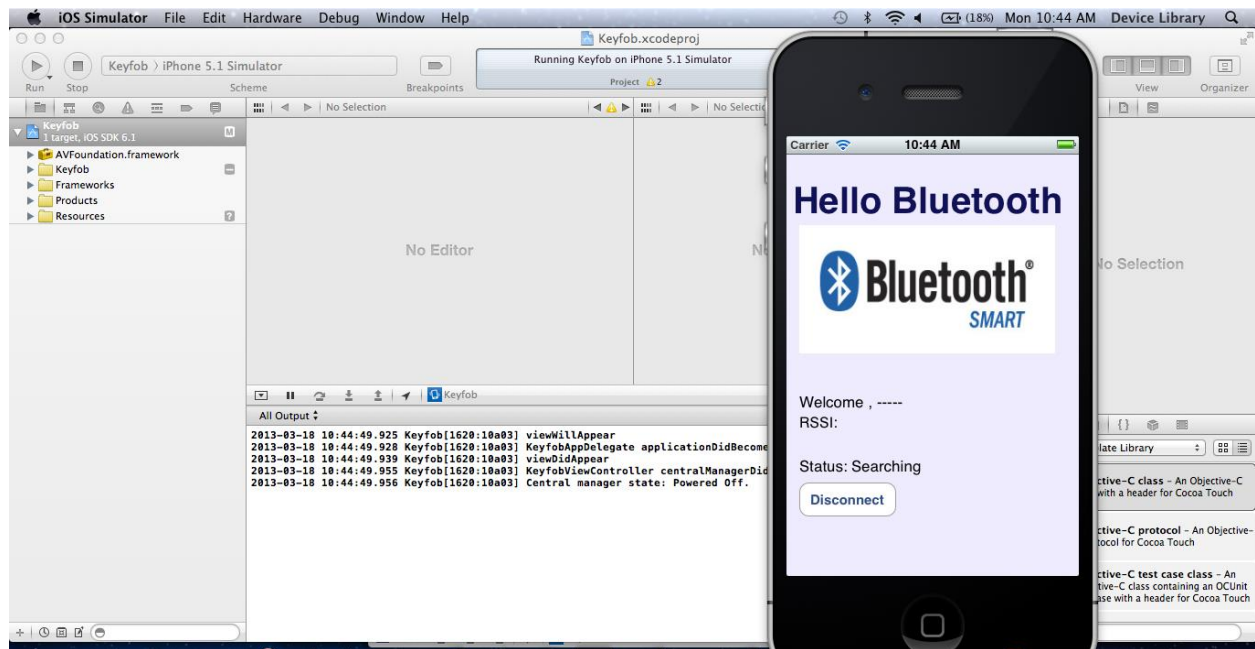 iOS Simulator File Edit Hardware Debug Window Help (18%) Mon 10:44 AM Device Library
Keyfob.xcodeproj
Keyfob iPhone 5.1 Simulator
Running Keyfob on iPhone 5.1 Simulator
Project 2
Run Stop Scheme Breakpoints View Organizer
No Selection
No Selectio
Keyfob M
1 target, iOS SDK 6.1
AVFoundation.framework
Keyfob
Frameworks
Products
Resources ?
No Editor
No
No Selection
Keyfob
All Output
2013-03-18 10:44:49.925 Keyfob[1620:10a03] viewWillAppear
2013-03-18 10:44:49.928 Keyfob[1620:10a03] KeyfobAppDelegate applicationDidBecome
2013-03-18 10:44:49.939 Keyfob[1620:10a03] viewDidAppear
2013-03-18 10:44:49.955 Keyfob[1620:10a03] KeyfobViewController centralManagerDid
2013-03-18 10:44:49.956 Keyfob[1620:10a03] Central manager state: Powered Off.
Carrier 10:44 AM
Hello Bluetooth
Bluetooth®
SMART
Welcome , -----
RSSI:
Status: Searching
Disconnect
{}
late Library
ctive-C class - An Objective-C
with a header for Cocoa Touch
ctive-C protocol - An Objective-
tocol for Cocoa Touch
ctive-C test case class - An
tive-C class containing an OCUnit
ase with a header for Cocoa Touch